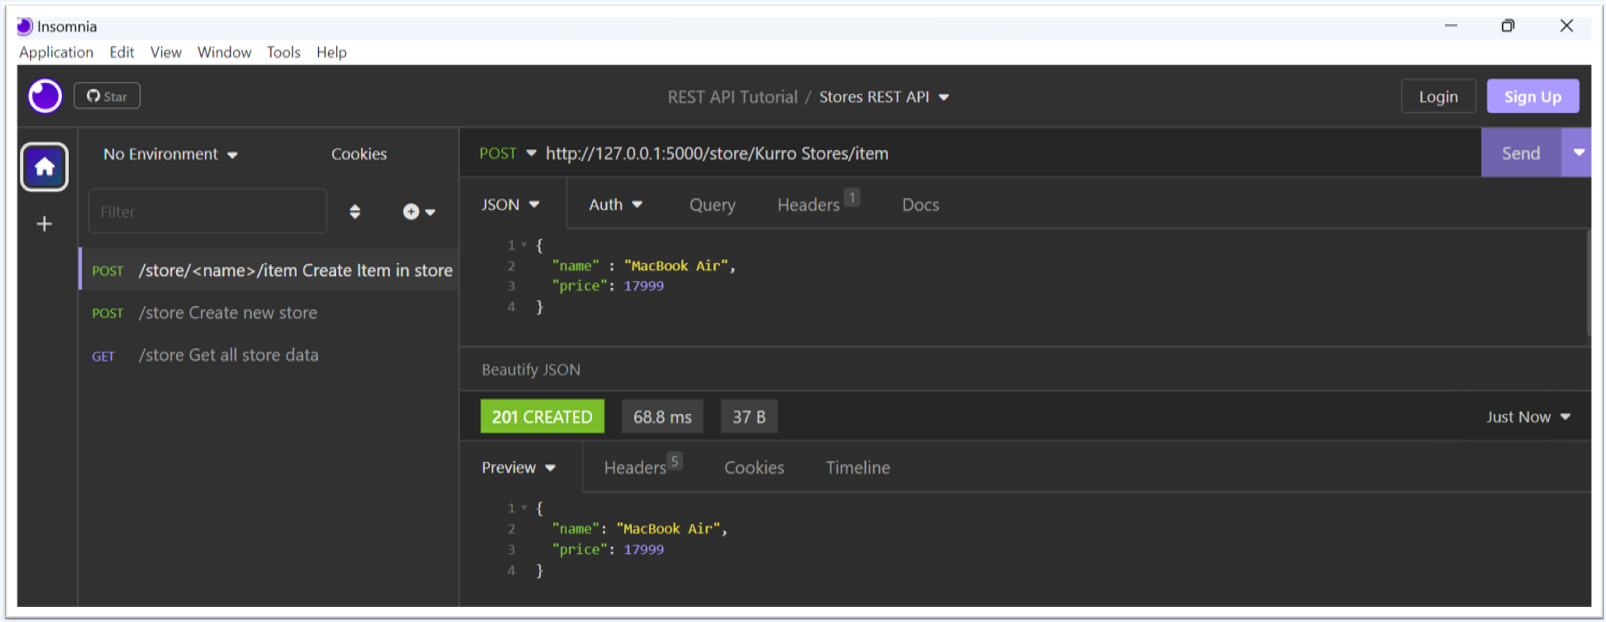 Insomnia
Application Edit View Window Tools Help
Star
REST API Tutorial / Stores REST API
Login
Sign Up
No Environment
Cookies
Filter
POST /store/<name>/item Create Item in store
POST /store Create new store
GET /store Get all store data
POST http://127.0.0.1:5000/store/Kurro Stores/item
Send
JSON Auth Query Headers 1 Docs
1 {
2 "name" : "MacBook Air",
3 "price": 17999
4 }
Beautify JSON
201 CREATED 68.8 ms 37 B Just Now
Preview Headers 5 Cookies Timeline
1 {
2 "name": "MacBook Air",
3 "price": 17999
4 }